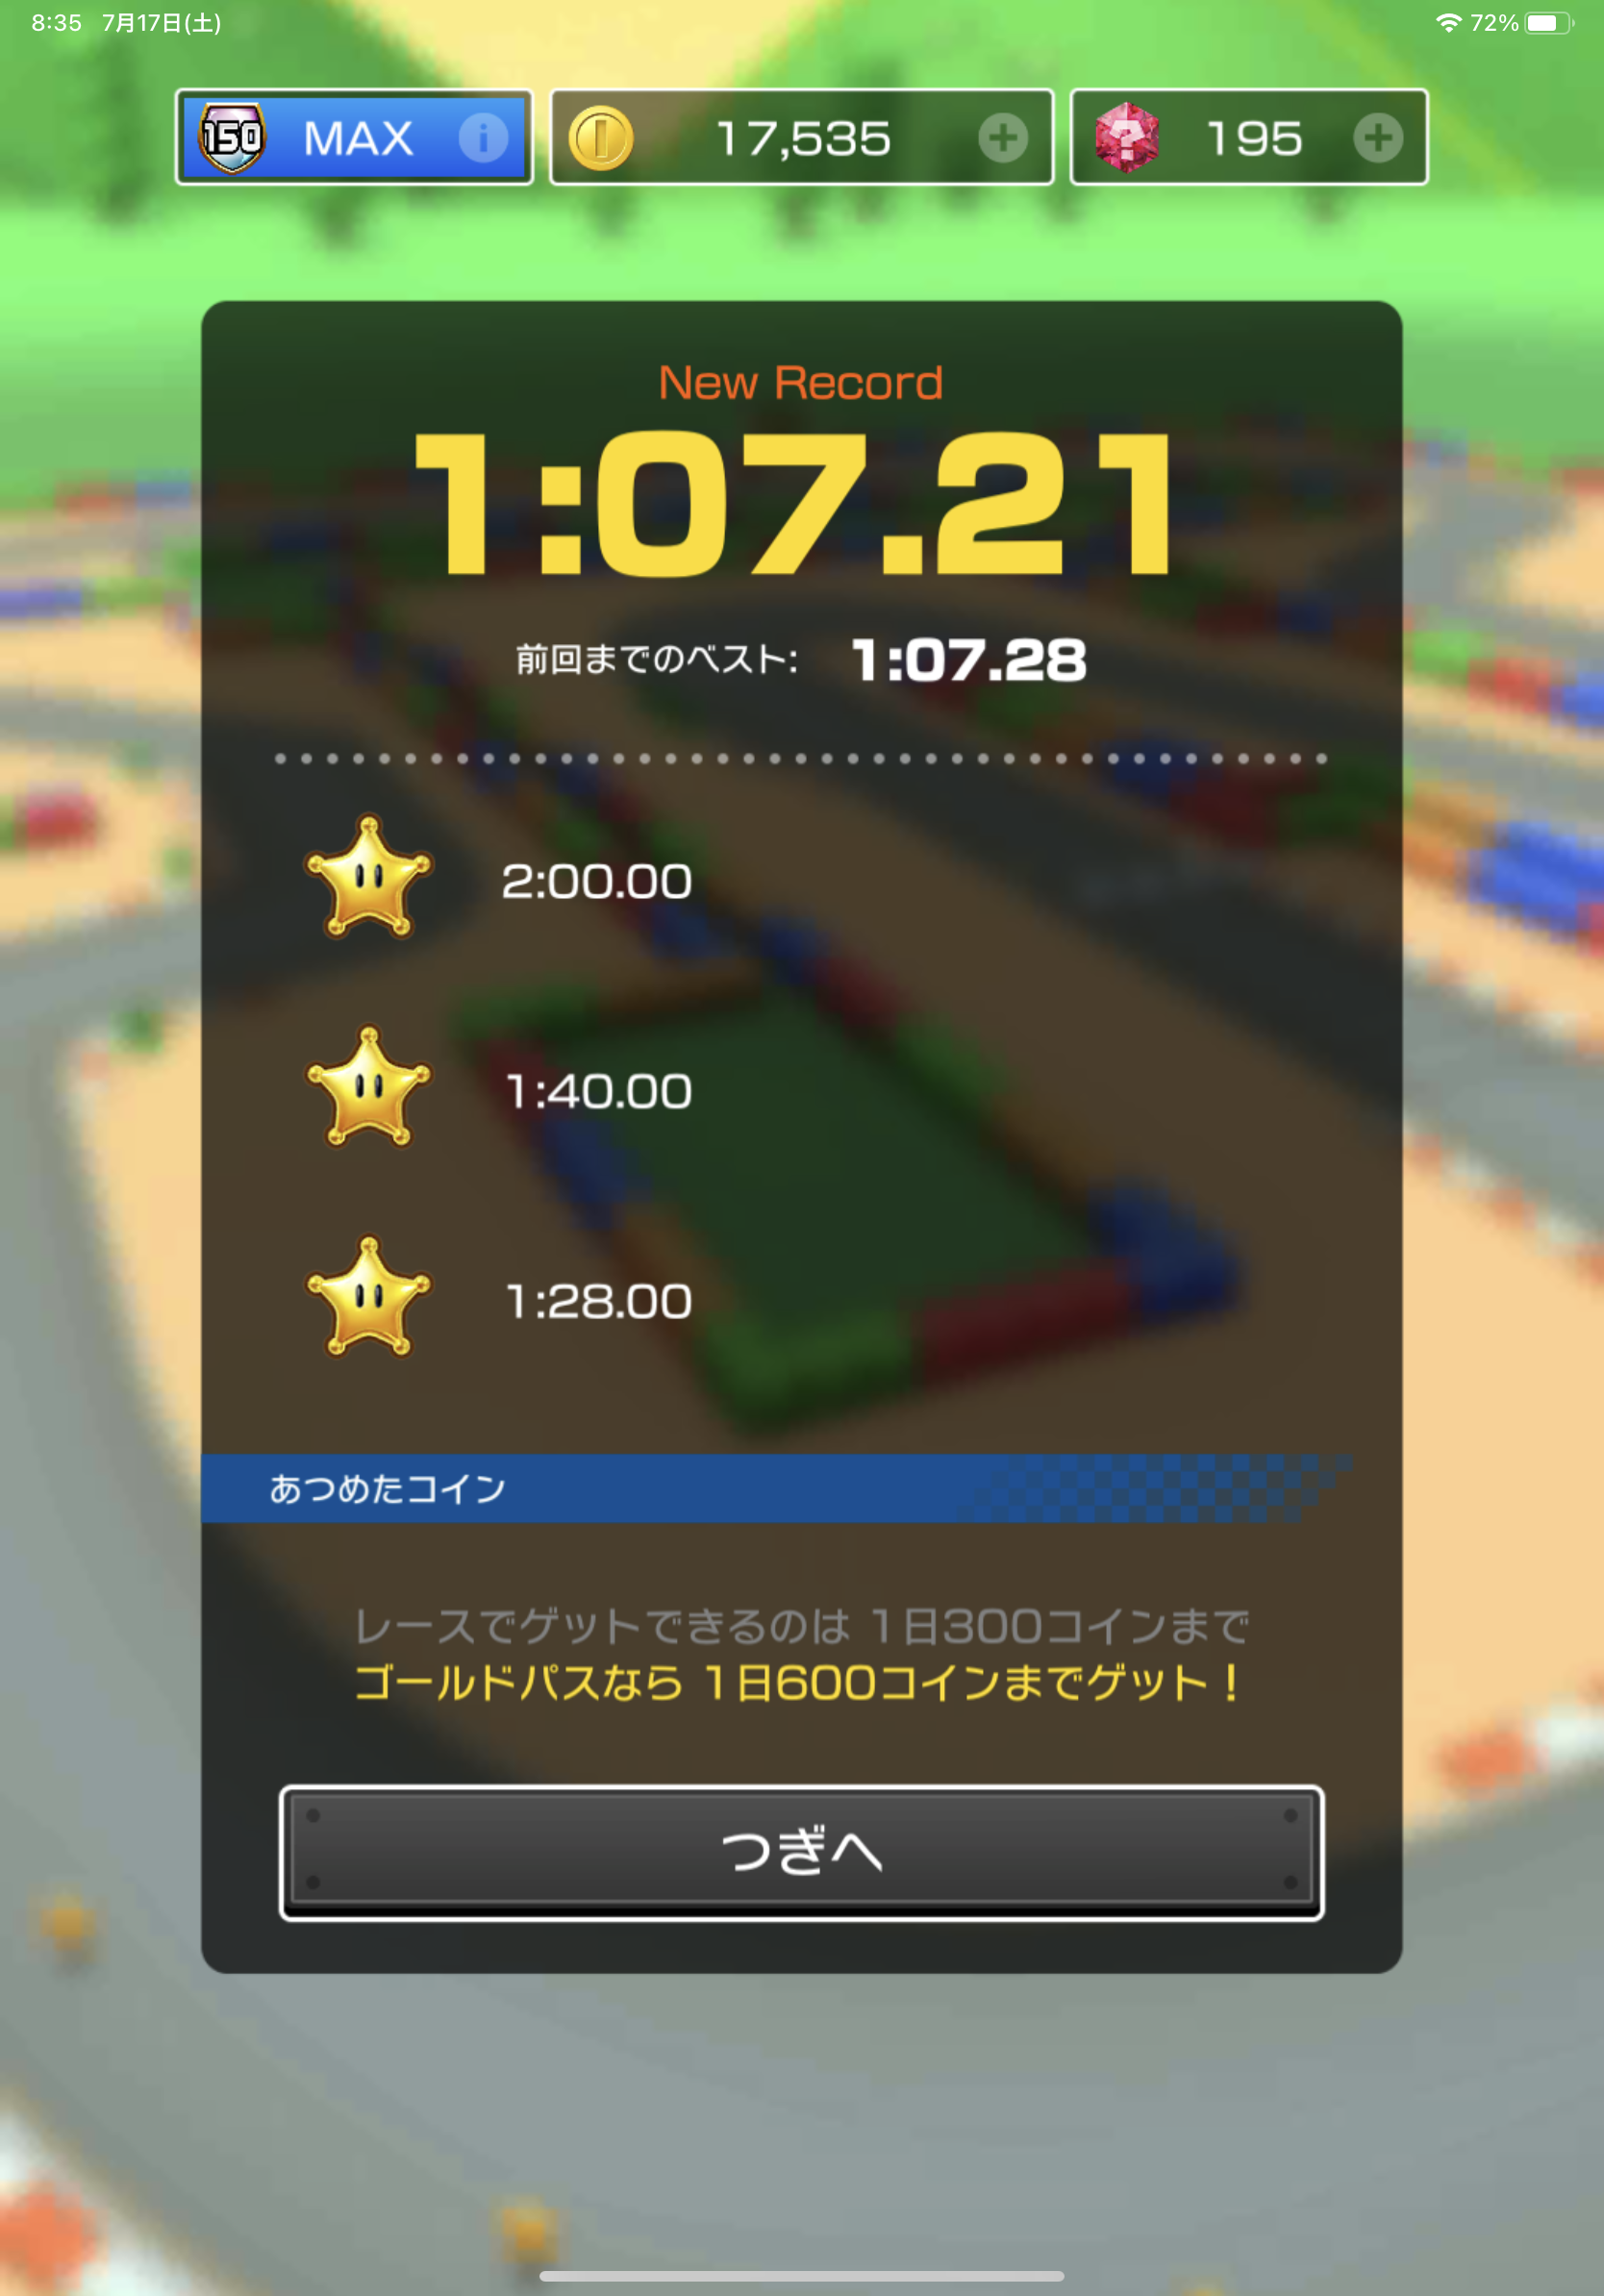 8:35 7月17日(土) 72%
150 MAX i 17,535 + ? 195 +
New Record
1:07.21
前回までのベスト: 1:07.28
2:00.00
1:40.00
1:28.00
あつめたコイン
レースでゲットできるのは 1日300コインまで
ゴールドパスなら 1日600コインまでゲット!
つぎへ